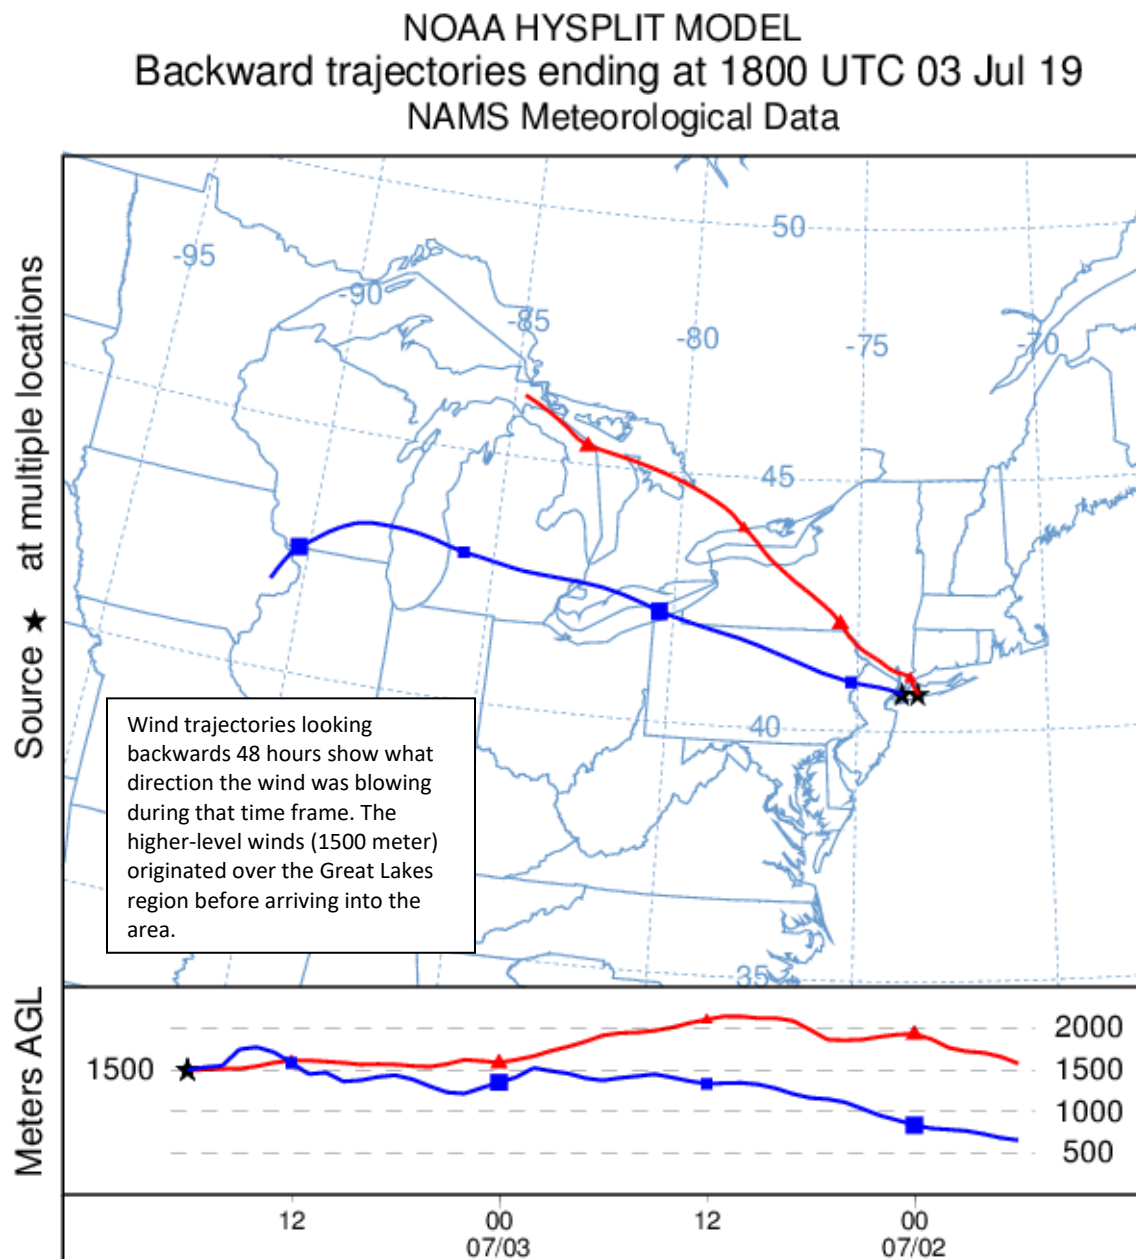 NOAA HYSPLIT MODEL
Backward trajectories ending at 1800 UTC 03 Jul 19
NAMS Meteorological Data
Source ★ at multiple locations
-95
-90
-85
-80
-75
-70
50
45
40
35
Wind trajectories looking
backwards 48 hours show what
direction the wind was blowing
during that time frame. The
higher-level winds (1500 meter)
originated over the Great Lakes
region before arriving into the
area.
Meters AGL
1500
2000
1500
1000
500
12 00 12 00
07/03 07/02